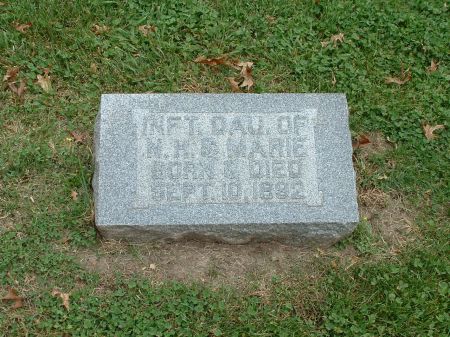 INFT. DAU. OF
N. H. & MARIE
BORN & DIED
SEPT. 10, 1892